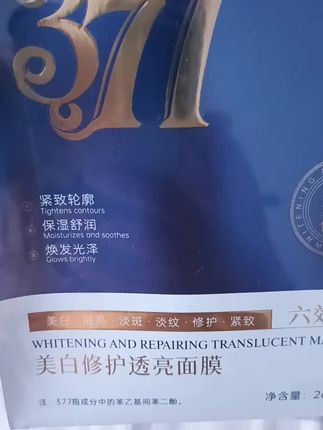 377
紧致轮廓
Tightens contours
保湿舒润
Moisturizes and soothes
焕发光泽
Glows brightly
WHITENING
美白·提亮·淡斑·淡纹·修护·紧致
六效
WHITENING AND REPAIRING TRANSLUCENT MA
美白修护透亮面膜
注:377指成分中的苯乙基间苯二酚。
净含量: